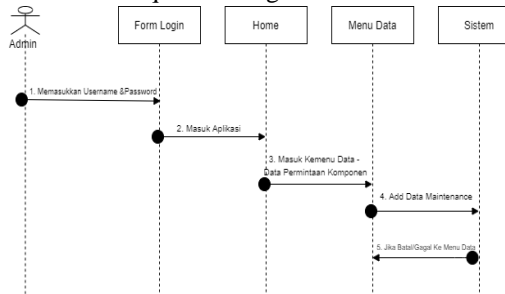 Admin
Form Login
Home
Menu Data
Sistem
1. Memasukkan Username &Password
2. Masuk Aplikasi
3. Masuk Kemenu Data -
Data Permintaan Komponen
4. Add Data Maintenance
5. Jika Batal/Gagal Ke Menu Data